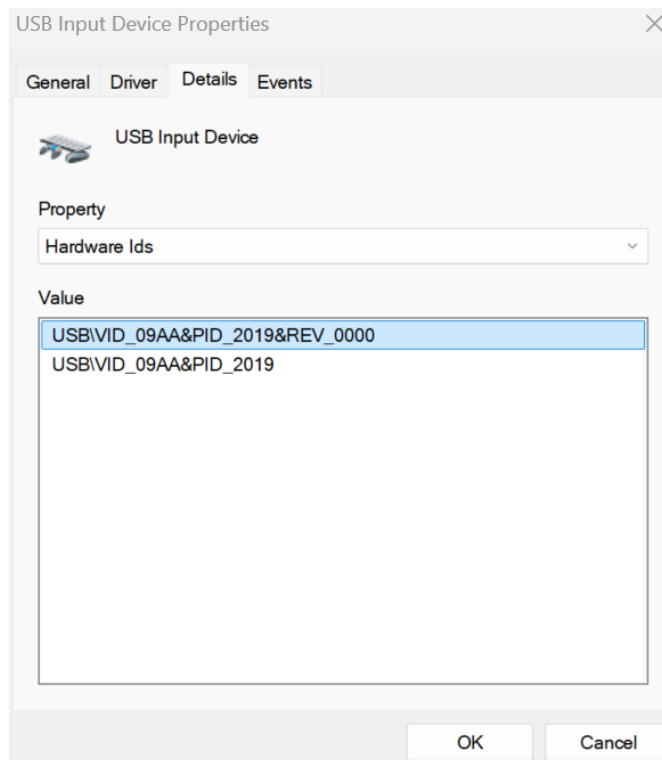 USB Input Device Properties
General Driver Details Events
USB Input Device
Property
Hardware Ids
Value
USB\VID_09AA&PID_2019&REV_0000
USB\VID_09AA&PID_2019
OK Cancel